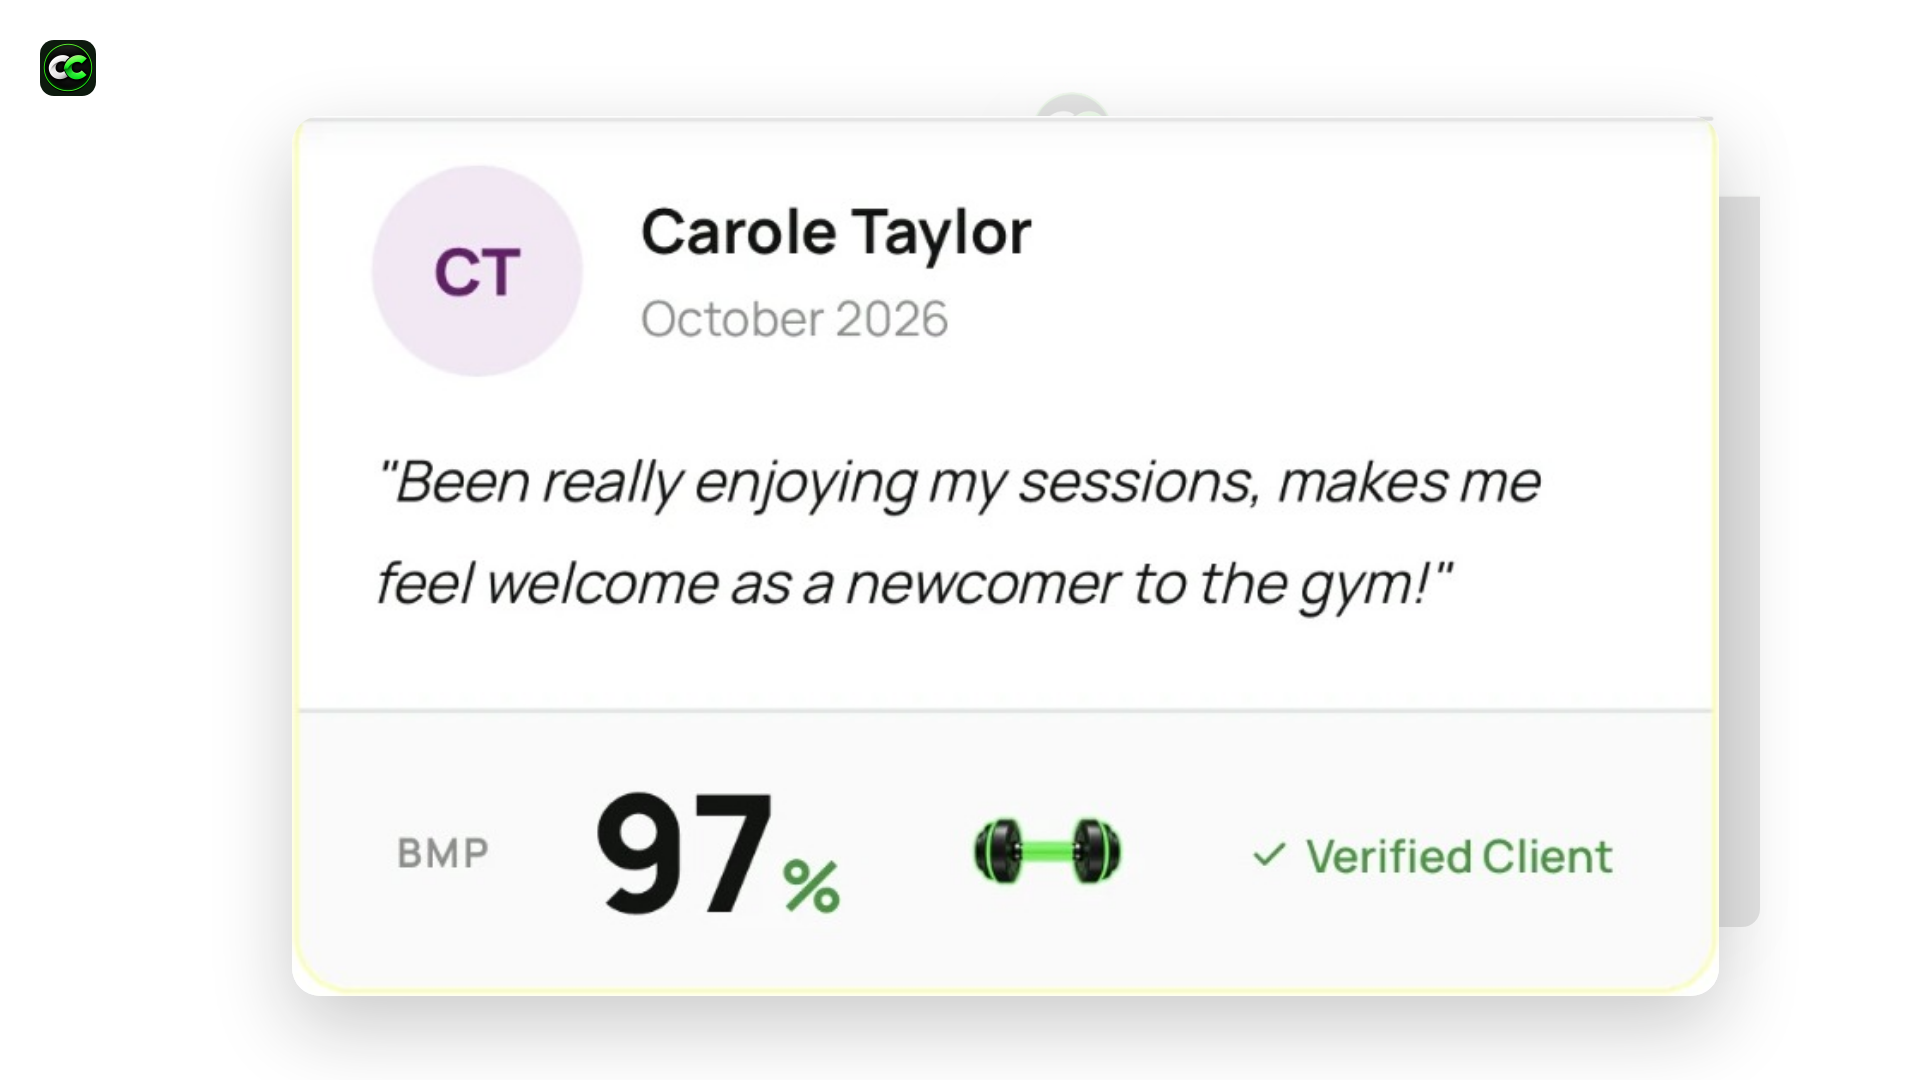 CC
CT
Carole Taylor
October 2026
"Been really enjoying my sessions, makes me
feel welcome as a newcomer to the gym!"
BMP
97%
✓ Verified Client